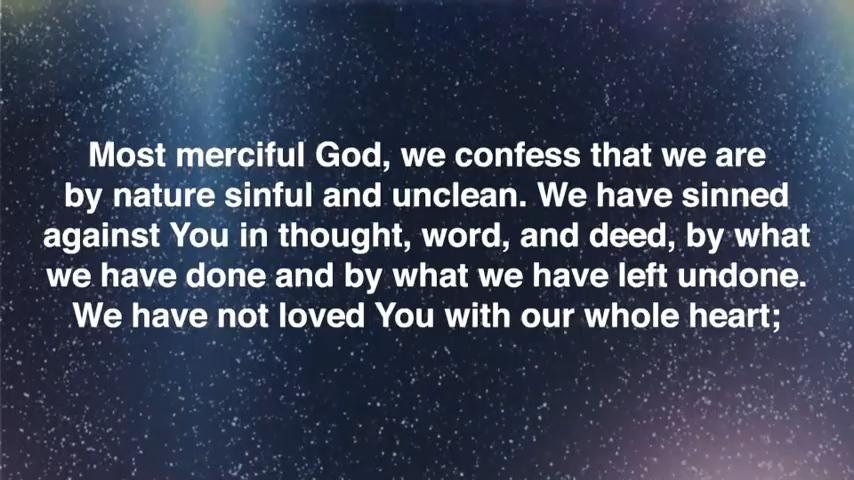 Most merciful God, we confess that we are
by nature sinful and unclean. We have sinned
against You in thought, word, and deed, by what
we have done and by what we have left undone.
We have not loved You with our whole heart;